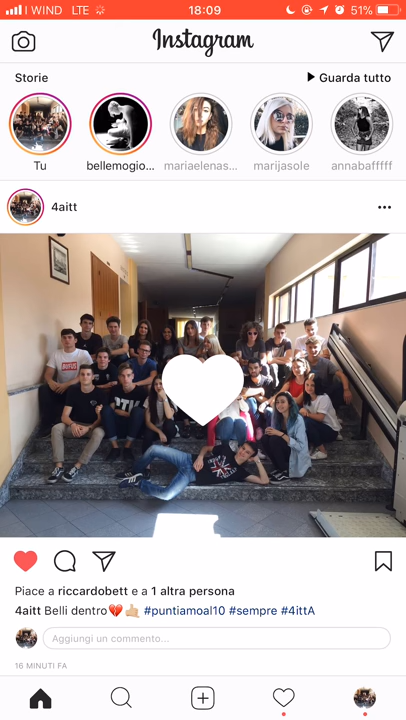 WIND LTE 18:09 51%
Instagram
Storie Guarda tutto
Tu bellemogio... mariaelenas... marijasole annabafffff
4aitt
Piace a riccardobett e a 1 altra persona
4aitt Belli dentro💔🤙🏼 #puntiamoal10 #sempre #4ittA
Aggiungi un commento...
16 MINUTI FA